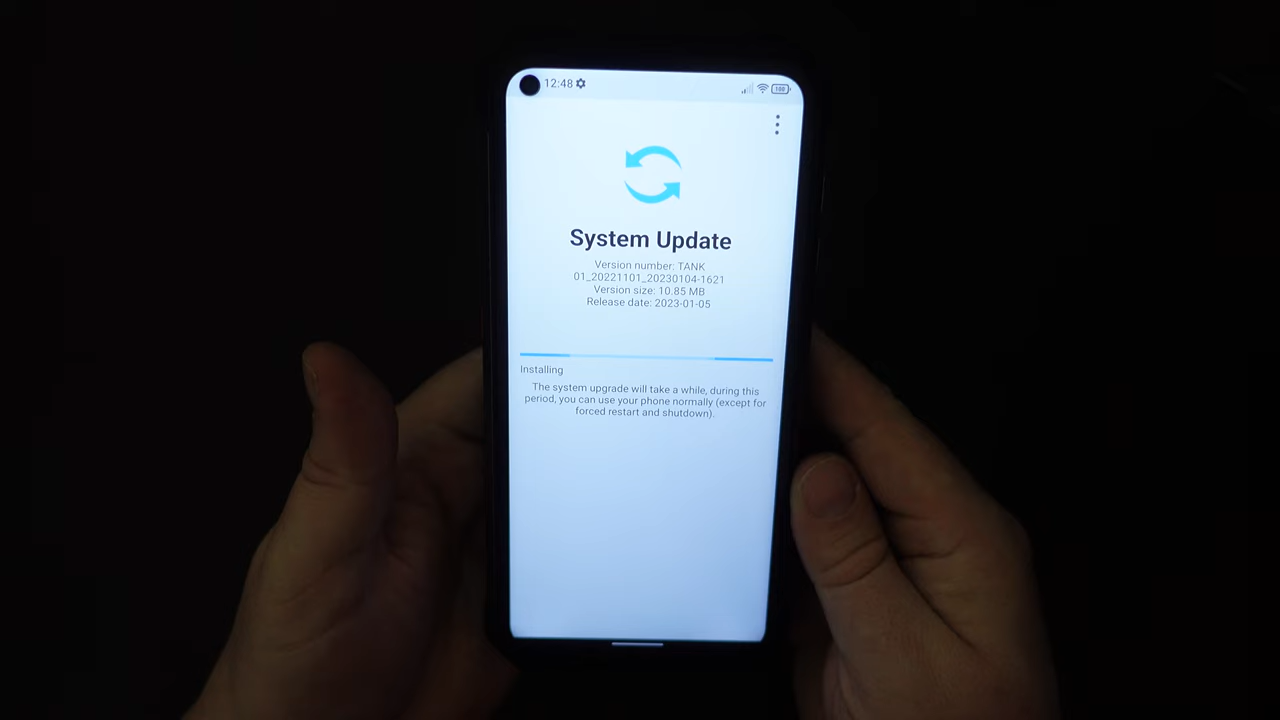 12:48
100
System Update
Version number: TANK
01_20221101_20230104-1621
Version size: 10.85 MB
Release date: 2023-01-05
Installing
The system upgrade will take a while, during this
period, you can use your phone normally (except for
forced restart and shutdown).